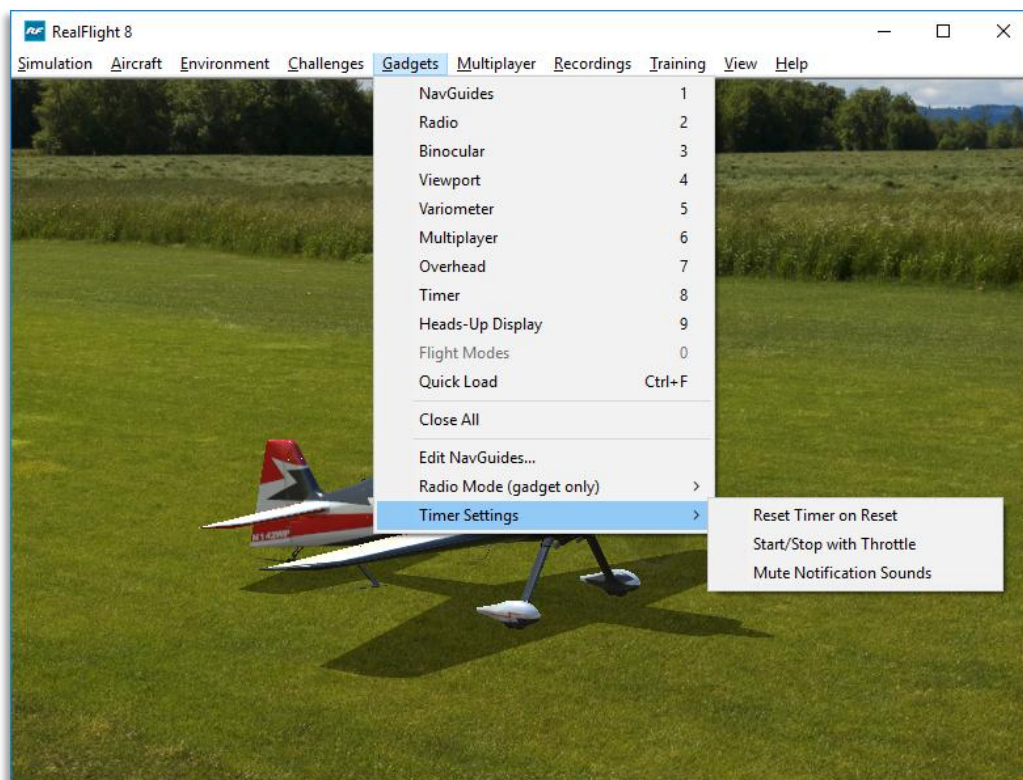 RF RealFlight 8
Simulation Aircraft Environment Challenges Gadgets Multiplayer Recordings Training View Help
NavGuides 1
Radio 2
Binocular 3
Viewport 4
Variometer 5
Multiplayer 6
Overhead 7
Timer 8
Heads-Up Display 9
Flight Modes 0
Quick Load Ctrl+F
Close All
Edit NavGuides...
Radio Mode (gadget only) >
Timer Settings >
Reset Timer on Reset
Start/Stop with Throttle
Mute Notification Sounds
N142WP